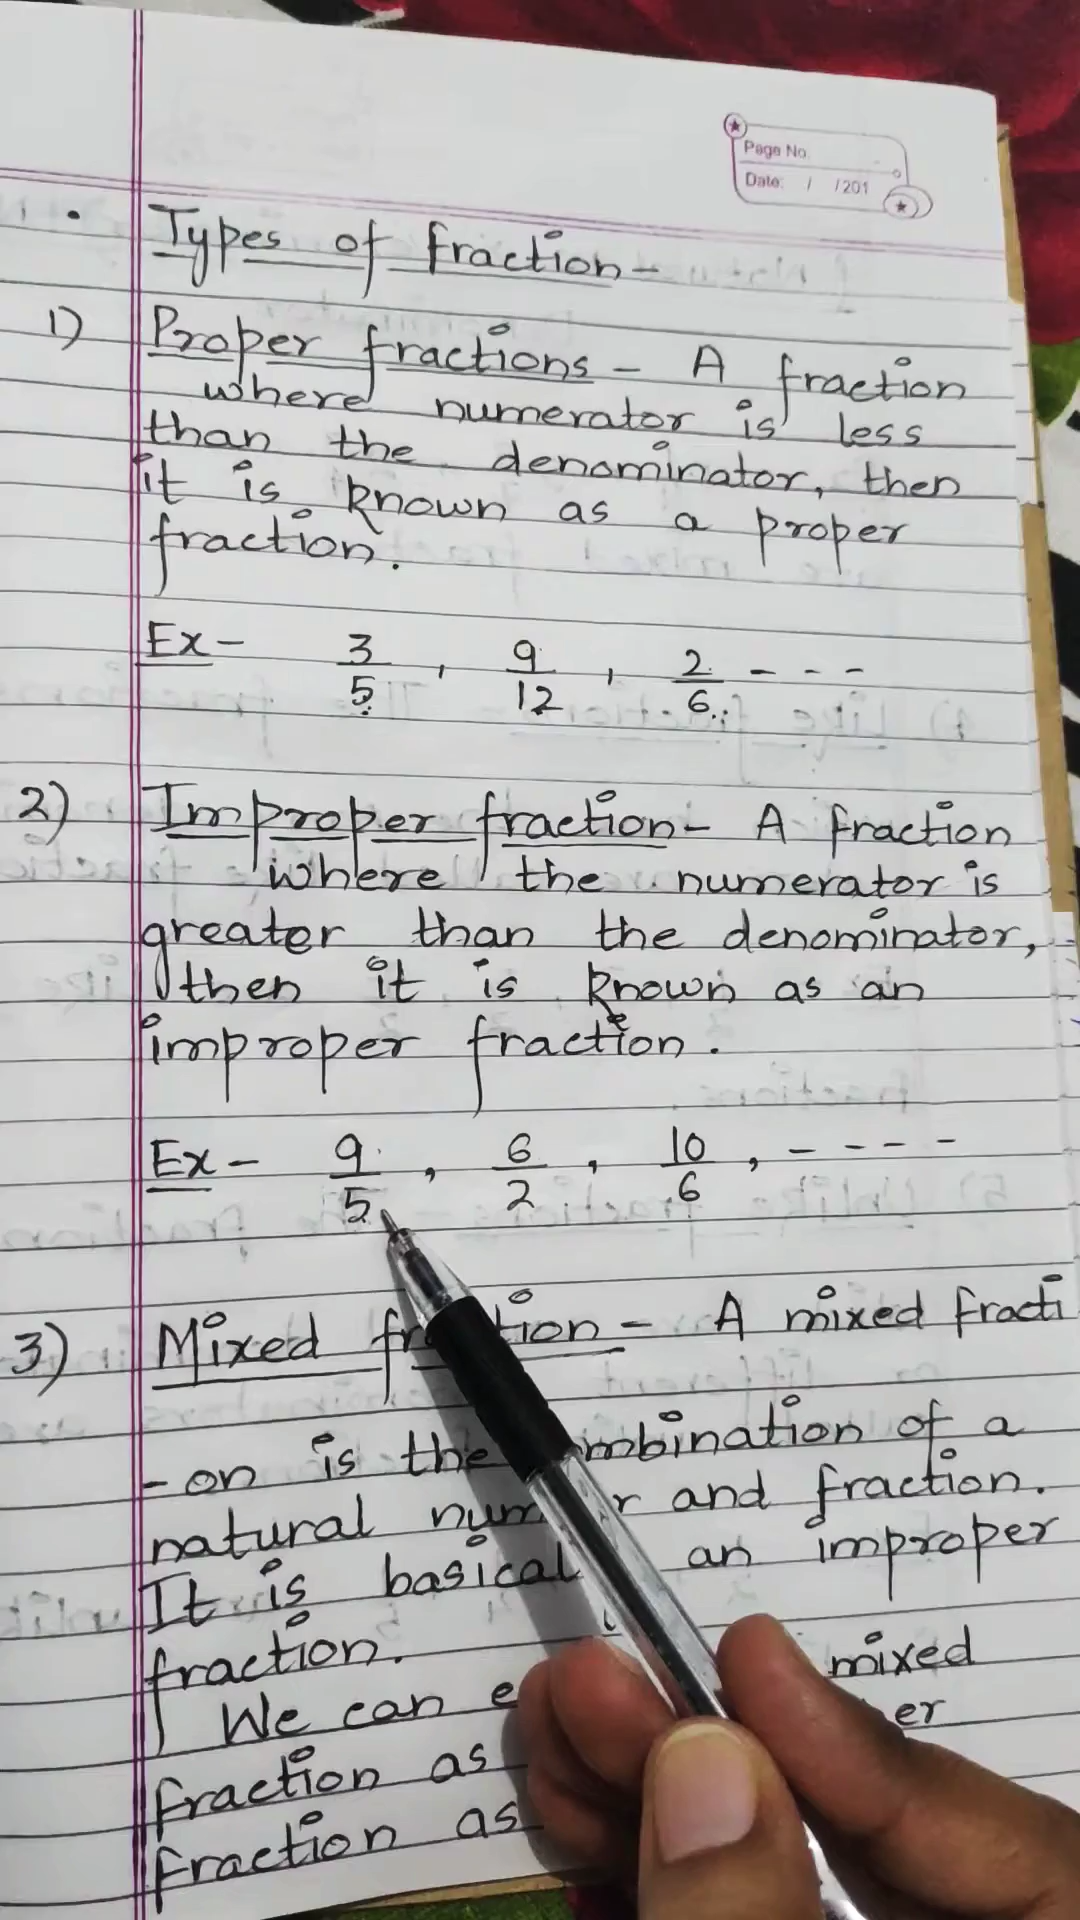 Page No.
Date: / /201
• Types of fraction-
1) Proper fractions - A fraction
where numerator is less
than the denominator, then
it is known as a proper
fraction.
Ex- 3/5, 9/12, 2/6 - - -
2) Improper fraction- A fraction
where the numerator is
greater than the denominator,
then it is known as an
improper fraction.
Ex- 9/5, 6/2, 10/6, - - - -
3) Mixed fraction - A mixed fracti
-on is the combination of a
natural number and fraction.
It is basical an improper
fraction.
We can mixed
fraction as
fraction as